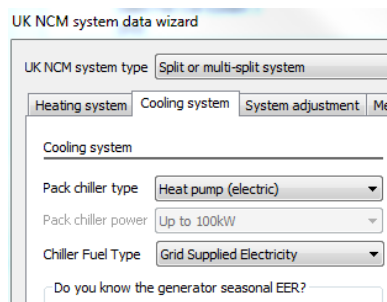 UK NCM system data wizard
UK NCM system type Split or multi-split system
Heating system Cooling system System adjustment Me
Cooling system
Pack chiller type Heat pump (electric)
Pack chiller power Up to 100kW
Chiller Fuel Type Grid Supplied Electricity
Do you know the generator seasonal EER?